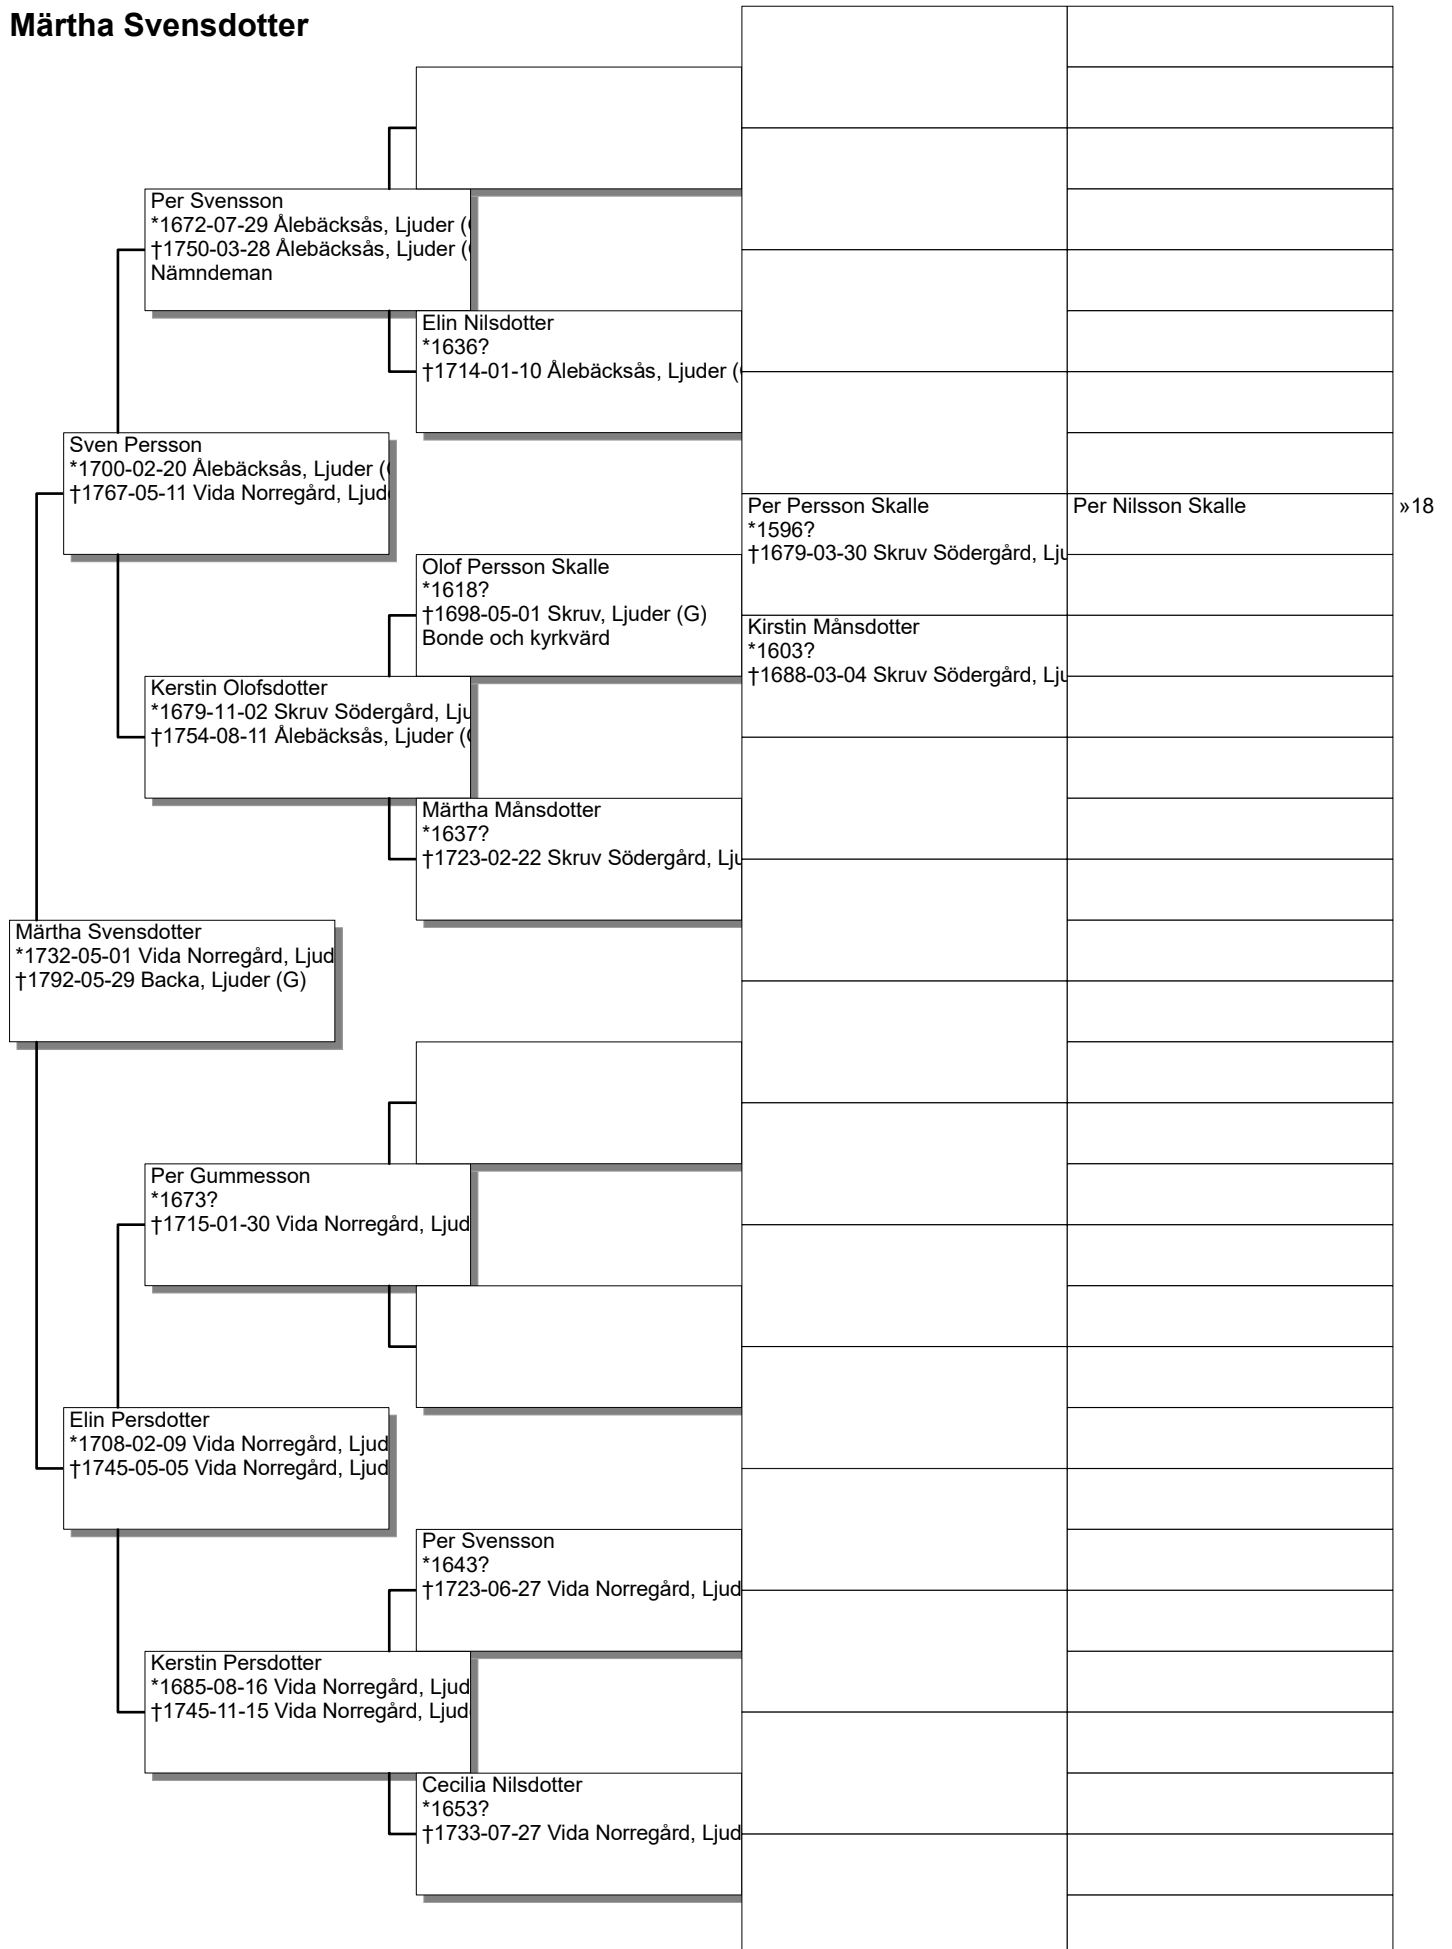 Märtha Svensdotter
Per Svensson
*1672-07-29 Ålebäcksås, Ljuder (
†1750-03-28 Ålebäcksås, Ljuder (
Nämndeman
Elin Nilsdotter
*1636?
†1714-01-10 Ålebäcksås, Ljuder (
Sven Persson
*1700-02-20 Ålebäcksås, Ljuder (
†1767-05-11 Vida Norregård, Ljud
Per Persson Skalle
*1596?
†1679-03-30 Skruv Södergård, Lju
Per Nilsson Skalle
»18
Olof Persson Skalle
*1618?
†1698-05-01 Skruv, Ljuder (G)
Bonde och kyrkvärd
Kirstin Månsdotter
*1603?
†1688-03-04 Skruv Södergård, Lju
Kerstin Olofsdotter
*1679-11-02 Skruv Södergård, Lju
†1754-08-11 Ålebäcksås, Ljuder (
Märtha Månsdotter
*1637?
†1723-02-22 Skruv Södergård, Lju
Märtha Svensdotter
*1732-05-01 Vida Norregård, Ljud
†1792-05-29 Backa, Ljuder (G)
Per Gummesson
*1673?
†1715-01-30 Vida Norregård, Ljud
Elin Persdotter
*1708-02-09 Vida Norregård, Ljud
†1745-05-05 Vida Norregård, Ljud
Per Svensson
*1643?
†1723-06-27 Vida Norregård, Ljud
Kerstin Persdotter
*1685-08-16 Vida Norregård, Ljud
†1745-11-15 Vida Norregård, Ljud
Cecilia Nilsdotter
*1653?
†1733-07-27 Vida Norregård, Ljud